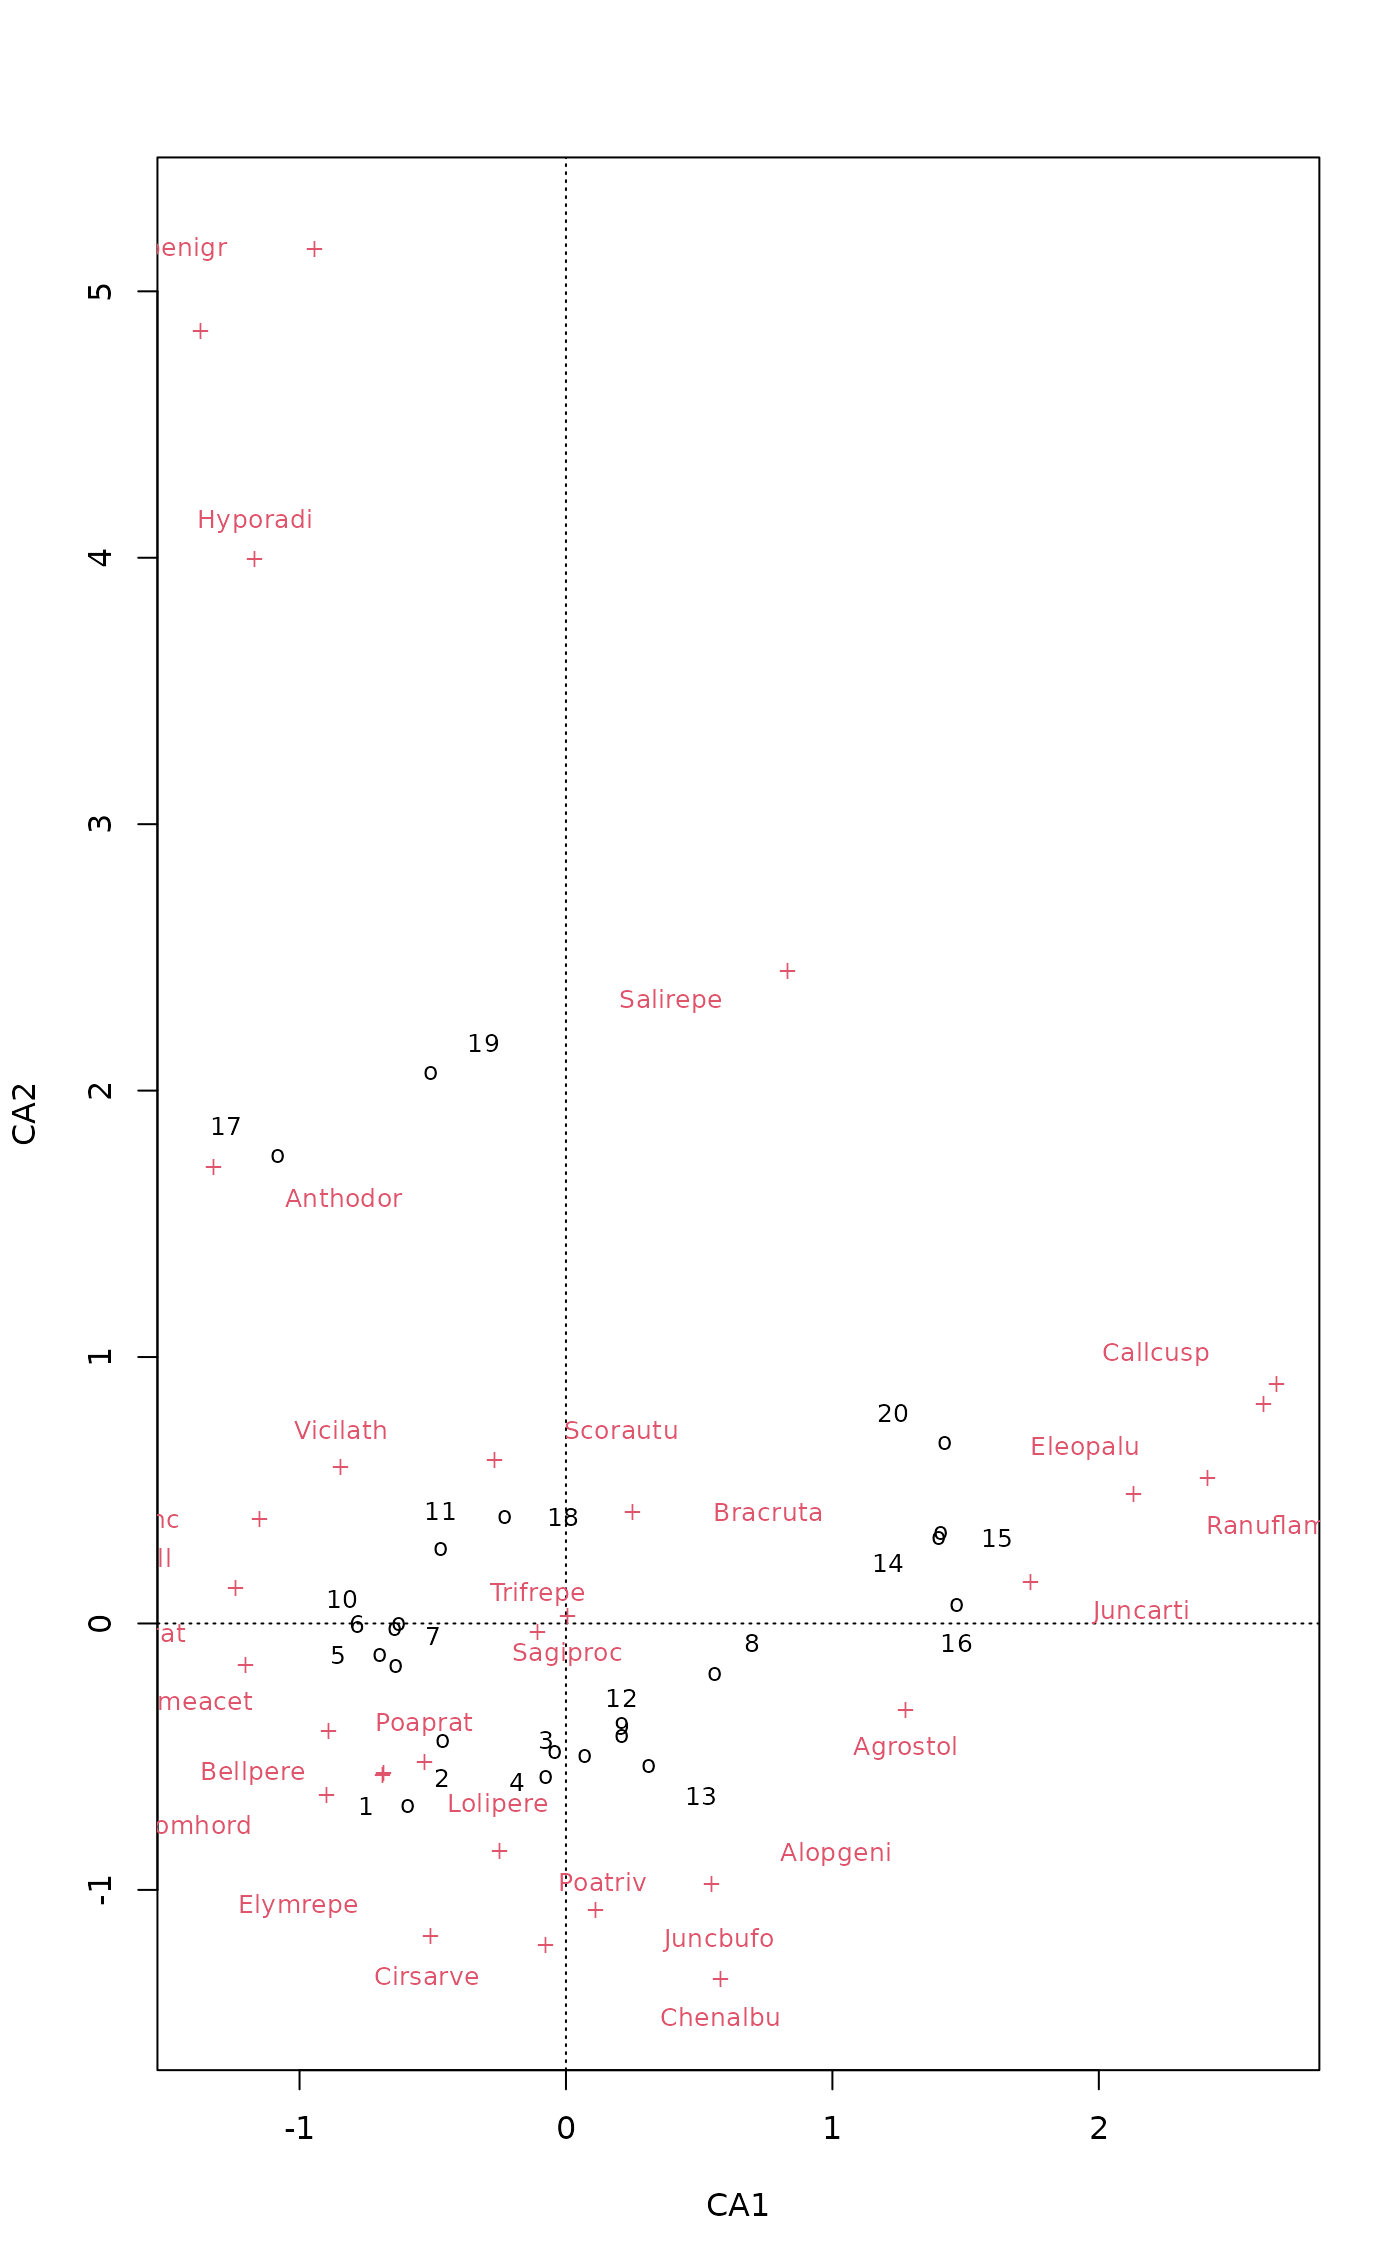 enigr
5
Hyporadi
4
3
Salirepe
19
2
CA2
17
Anthodor
1
Callcusp
20
Vicilath
Scorautu
Eleopalu
11
18
Bracruta
nc
Ranuflam
15
ll
14
Trifrepe
10
Juncarti
0
6
at
7
8
16
Sagiproc
5
meacet
12
Poaprat
9
3
Agrostol
Bellpere
2
4
13
1
Lolipere
omhord
Alopgeni
Poatriv
-1
Elymrepe
Juncbufo
Cirsarve
Chenalbu
-1 0 1 2
CA1